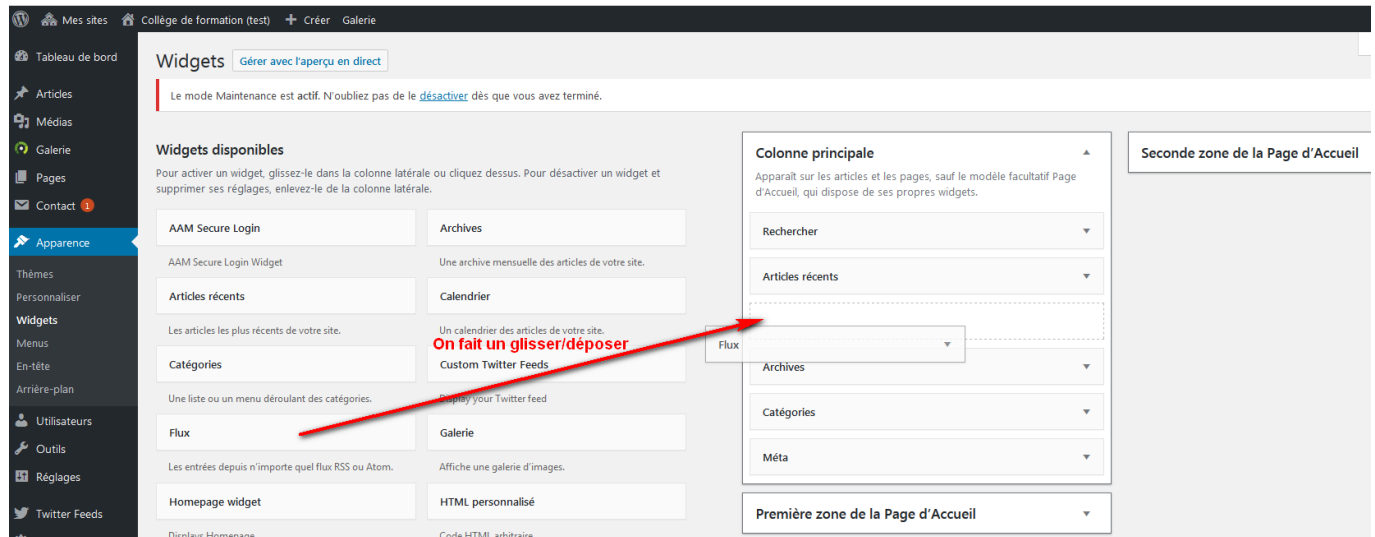 Mes sites
Collège de formation (test)
Créer
Galerie
Tableau de bord
Articles
Médias
Galerie
Pages
Contact 1
Apparence
Thèmes
Personnaliser
Widgets
Menus
En-tête
Arrière-plan
Utilisateurs
Outils
Réglages
Twitter Feeds
Widgets
Gérer avec l'aperçu en direct
Le mode Maintenance est actif. N'oubliez pas de le désactiver dès que vous avez terminé.
Widgets disponibles
Pour activer un widget, glissez-le dans la colonne latérale ou cliquez dessus. Pour désactiver un widget et
supprimer ses réglages, enlevez-le de la colonne latérale.
AAM Secure Login
AAM Secure Login Widget
Archives
Une archive mensuelle des articles de votre site.
Articles récents
Les articles les plus récents de votre site.
Calendrier
Un calendrier des articles de votre site.
On fait un glisser/déposer
Catégories
Une liste ou un menu déroulant des catégories.
Custom Twitter Feeds
Display your Twitter feed
Flux
Les entrées depuis n'importe quel flux RSS ou Atom.
Galerie
Affiche une galerie d'images.
Homepage widget
Displays Homepage
HTML personnalisé
Code HTML arbitraire
Colonne principale
Apparaît sur les articles et les pages, sauf le modèle facultatif Page
d'Accueil, qui dispose de ses propres widgets.
Rechercher
Articles récents
Flux
Archives
Catégories
Méta
Première zone de la Page d'Accueil
Seconde zone de la Page d'Accueil